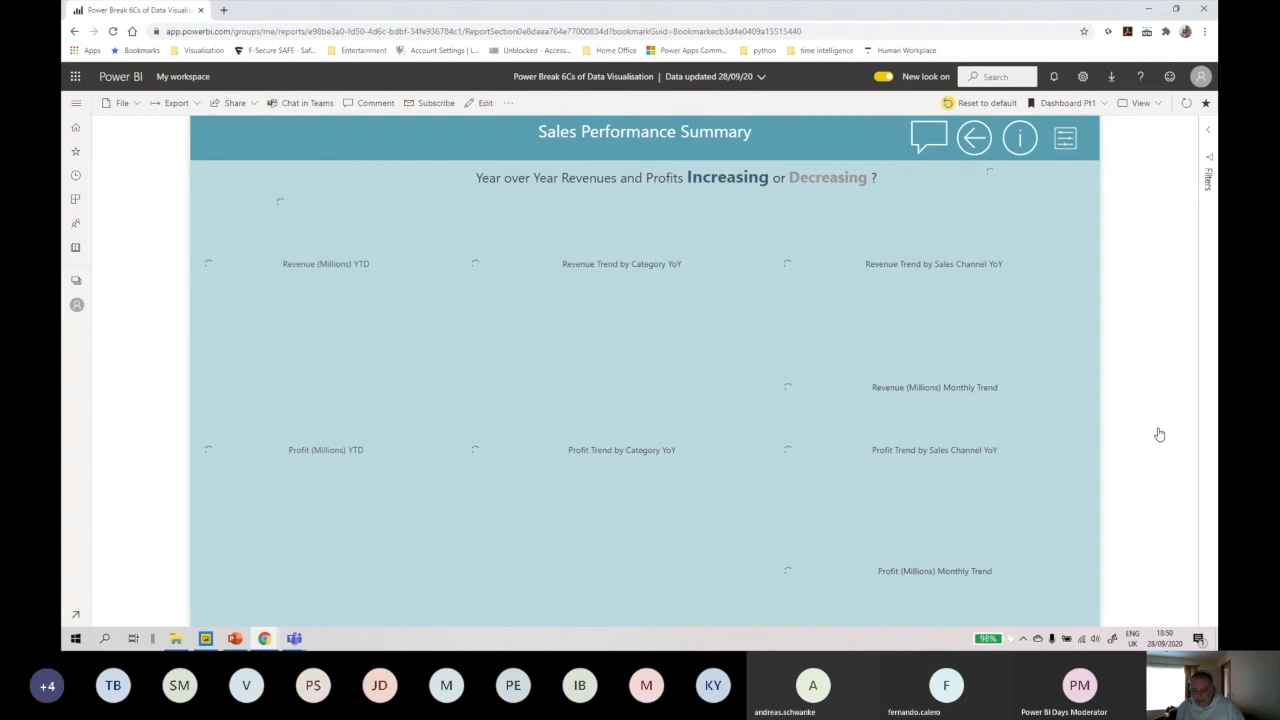 Power Break 6Cs of Data Visualis
app.powerbi.com/groups/me/reports/e98be3a0-fd50-4d6c-bdbf-34fe936784c1/ReportSection0e8daea764e77000834d?bookmarkGuid=Bookmarkecb3d4e0409a15515440
Apps Bookmarks Visualisation F-Secure SAFE - Saf... Entertainment Account Settings | L... Unblocked - Access... Home Office Power Apps Comm... python time intelligence Human Workplace
Power BI My workspace Power Break 6Cs of Data Visualisation | Data updated 28/09/20 New look on Search
File Export Share Chat in Teams Comment Subscribe Edit ... Reset to default Dashboard Pt1 View
Sales Performance Summary
Year over Year Revenues and Profits Increasing or Decreasing ?
Filters
Revenue (Millions) YTD Revenue Trend by Category YoY Revenue Trend by Sales Channel YoY
Revenue (Millions) Monthly Trend
Profit (Millions) YTD Profit Trend by Category YoY Profit Trend by Sales Channel YoY
Profit (Millions) Monthly Trend
98% ENG 18:50
UK 28/09/2020
+4 TB SM V PS JD M PE IB M KY A F PM
andreas.schwanke fernando.calero Power BI Days Moderator